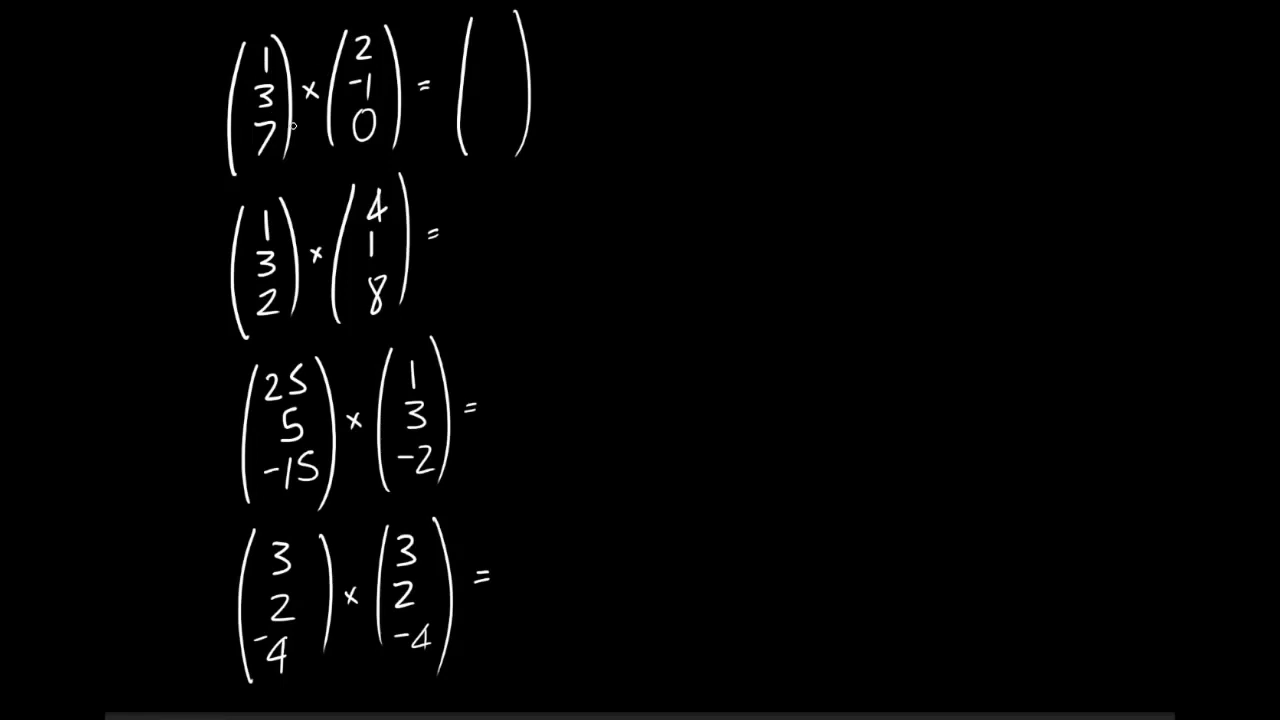 (1 3 7) × (2 -1 0) = ( )
(1 3 2) × (4 1 8) =
(25 5 -15) × (1 3 -2) =
(3 2 -4) × (3 2 -4) =